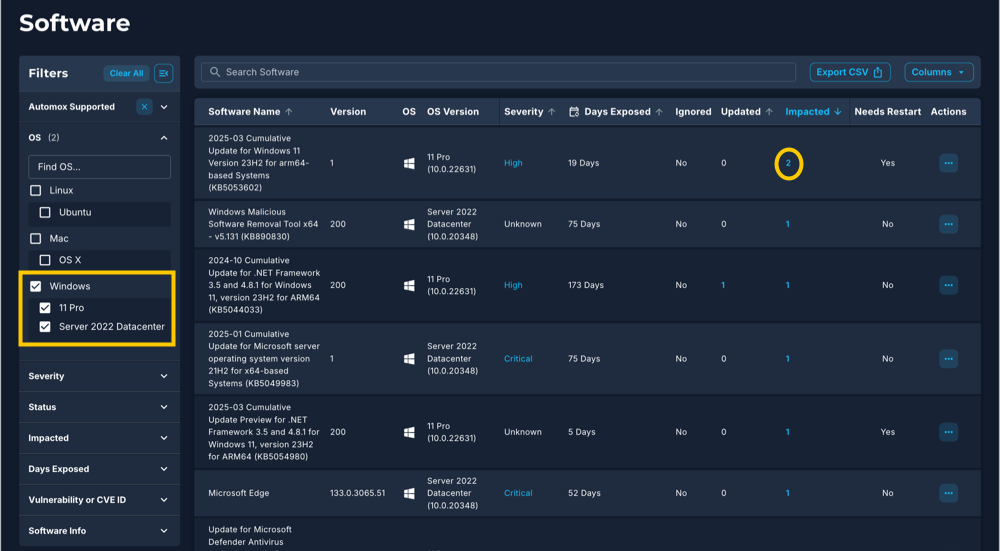 Software
Filters
Clear All
Automox Supported
OS (2)
Find OS...
Linux
Ubuntu
Mac
OS X
Windows
11 Pro
Server 2022 Datacenter
Severity
Status
Impacted
Days Exposed
Vulnerability or CVE ID
Software Info
Search Software
Export CSV
Columns
Software Name Version OS OS Version Severity Days Exposed Ignored Updated Impacted Needs Restart Actions
2025-03 Cumulative
Update for Windows 11
Version 23H2 for arm64-
based Systems
(KB5053602)
1
11 Pro
(10.0.22631)
High
19 Days
No
0
2
Yes
Windows Malicious
Software Removal Tool x64
- v5.131 (KB890830)
200
Server 2022
Datacenter
(10.0.20348)
Unknown
75 Days
No
0
1
No
2024-10 Cumulative
Update for .NET Framework
3.5 and 4.8.1 for Windows
11, version 23H2 for ARM64
(KB5044033)
200
11 Pro
(10.0.22631)
High
173 Days
No
1
1
No
2025-01 Cumulative
Update for Microsoft server
operating system version
21H2 for x64-based
Systems (KB5049983)
1
Server 2022
Datacenter
(10.0.20348)
Critical
75 Days
No
0
1
No
2025-03 Cumulative
Update Preview for .NET
Framework 3.5 and 4.8.1 for
Windows 11, version 23H2
for ARM64 (KB5054980)
200
11 Pro
(10.0.22631)
Unknown
5 Days
No
0
1
Yes
Microsoft Edge
133.0.3065.51
Server 2022
Datacenter
(10.0.20348)
Critical
52 Days
No
0
1
No
Update for Microsoft
Defender Antivirus